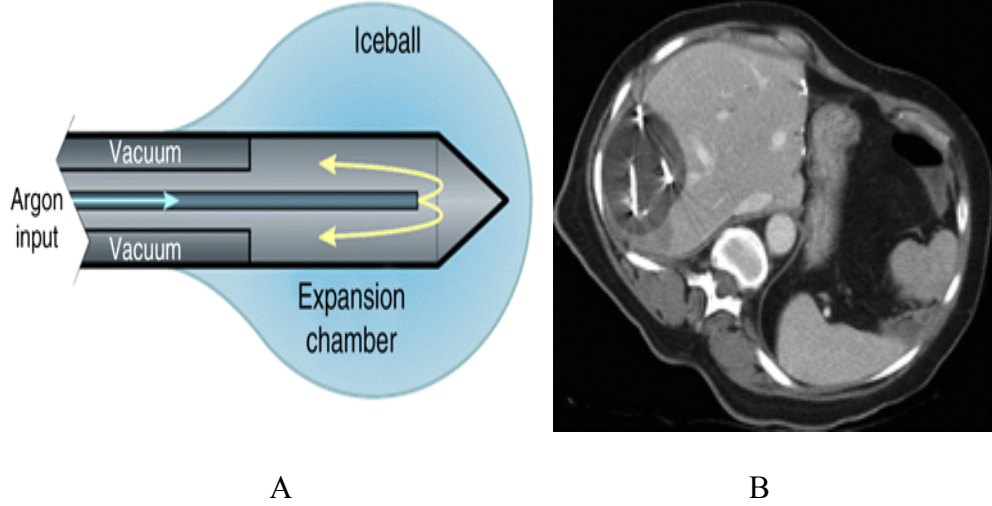 Iceball
Vacuum
Argon
input
Vacuum
Expansion
chamber
A
B